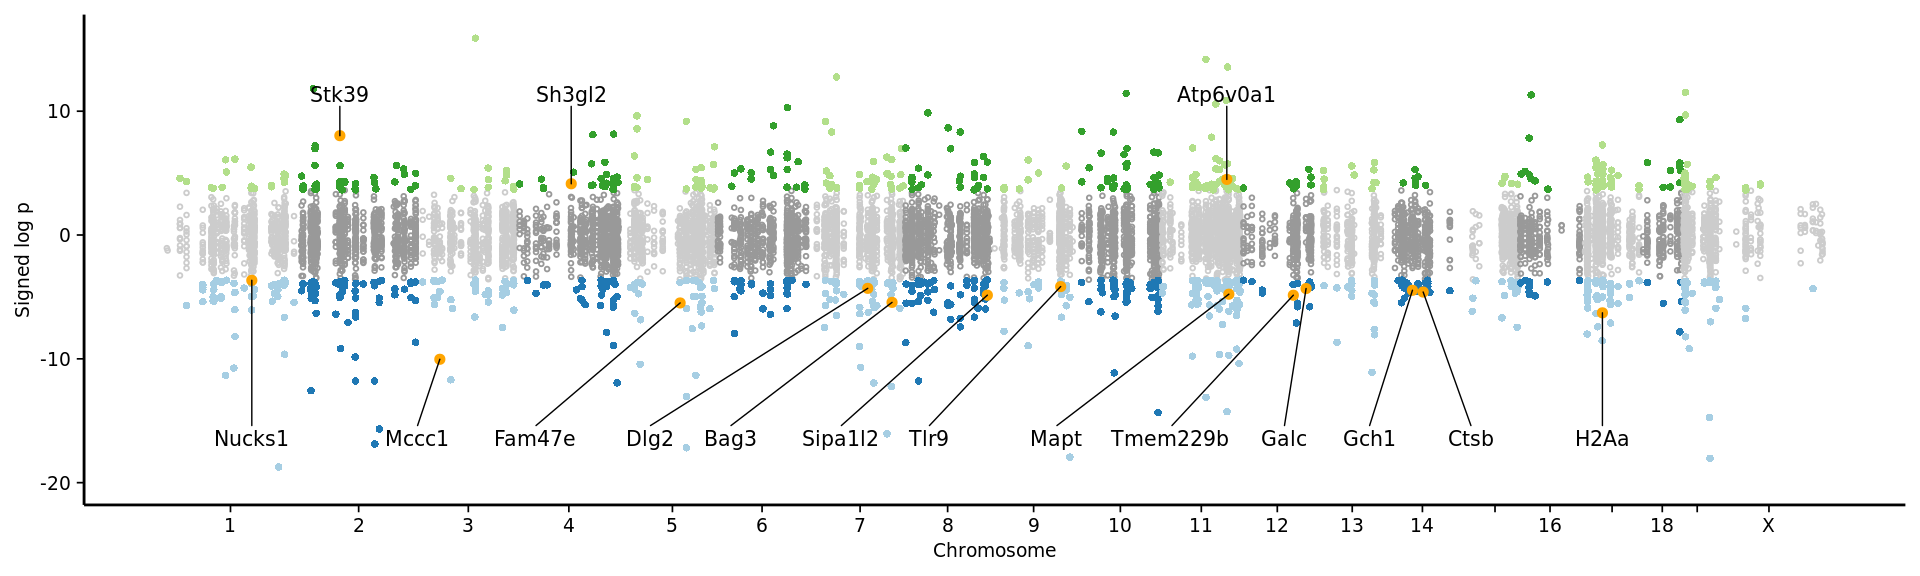 Stk39 Sh3gl2 Atp6v0a1
10
0
-10
-20
Signed log p
Nucks1 Mccc1 Fam47e Dlg2 Bag3 Sipa1l2 Tlr9 Mapt Tmem229b Galc Gch1 Ctsb H2Aa
1 2 3 4 5 6 7 8 9 10 11 12 13 14 16 18 X
Chromosome